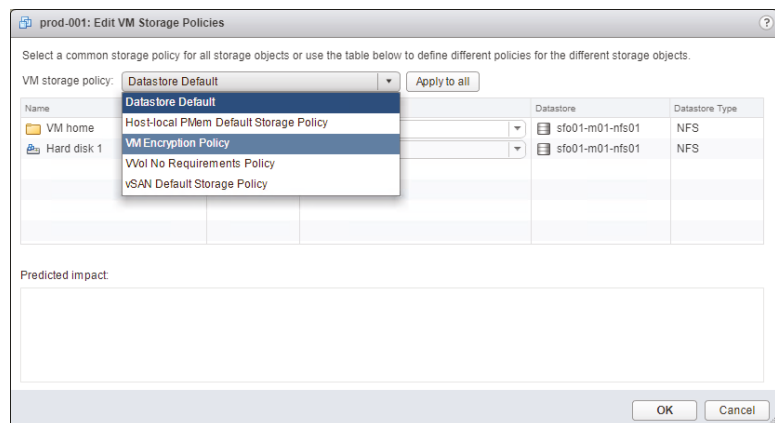 prod-001: Edit VM Storage Policies
?
Select a common storage policy for all storage objects or use the table below to define different policies for the different storage objects.
VM storage policy: Datastore Default Apply to all
Name Datastore Datastore Type
Datastore Default
Host-local PMem Default Storage Policy
VM Encryption Policy
VVol No Requirements Policy
vSAN Default Storage Policy
VM home sfo01-m01-nfs01 NFS
Hard disk 1 sfo01-m01-nfs01 NFS
Predicted impact:
OK Cancel